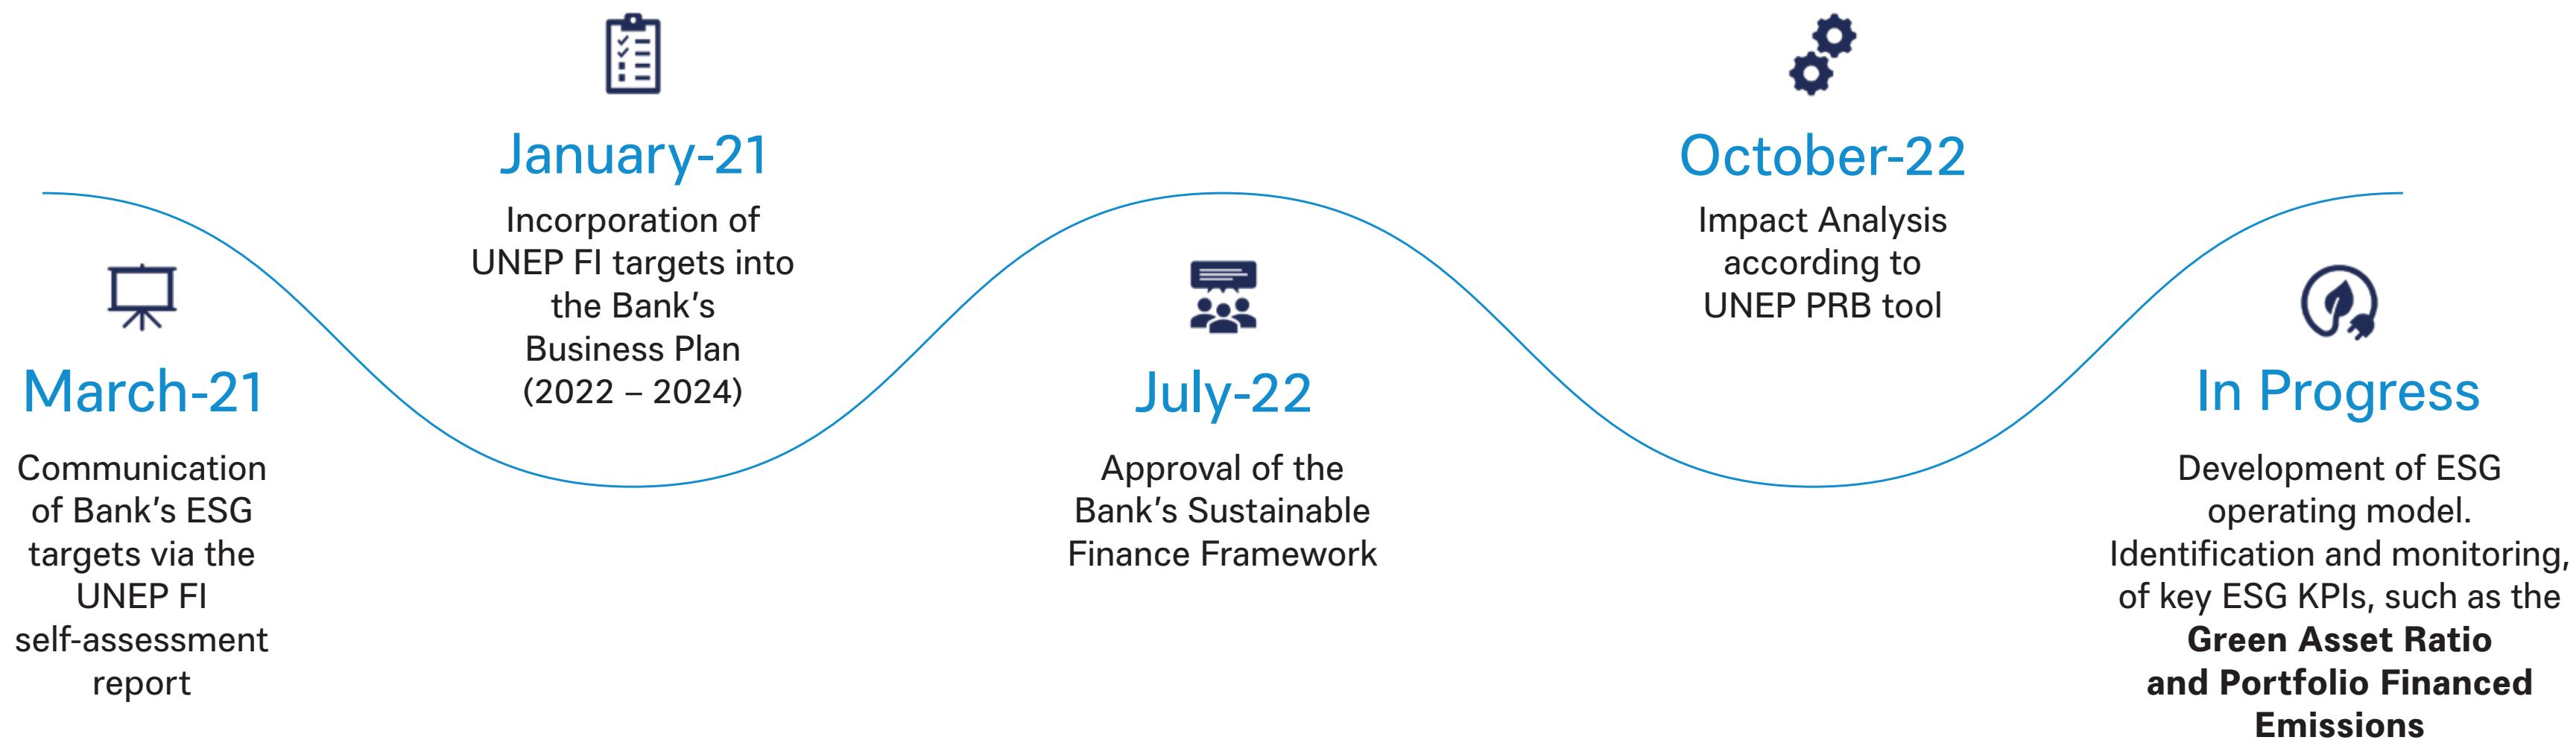 March-21
Communication
of Bank’s ESG
targets via the
UNEP FI
self-assessment
report
January-21
Incorporation of
UNEP FI targets into
the Bank’s
Business Plan
(2022 – 2024)
July-22
Approval of the
Bank’s Sustainable
Finance Framework
October-22
Impact Analysis
according to
UNEP PRB tool
In Progress
Development of ESG
operating model.
Identification and monitoring,
of key ESG KPIs, such as the
Green Asset Ratio
and Portfolio Financed
Emissions